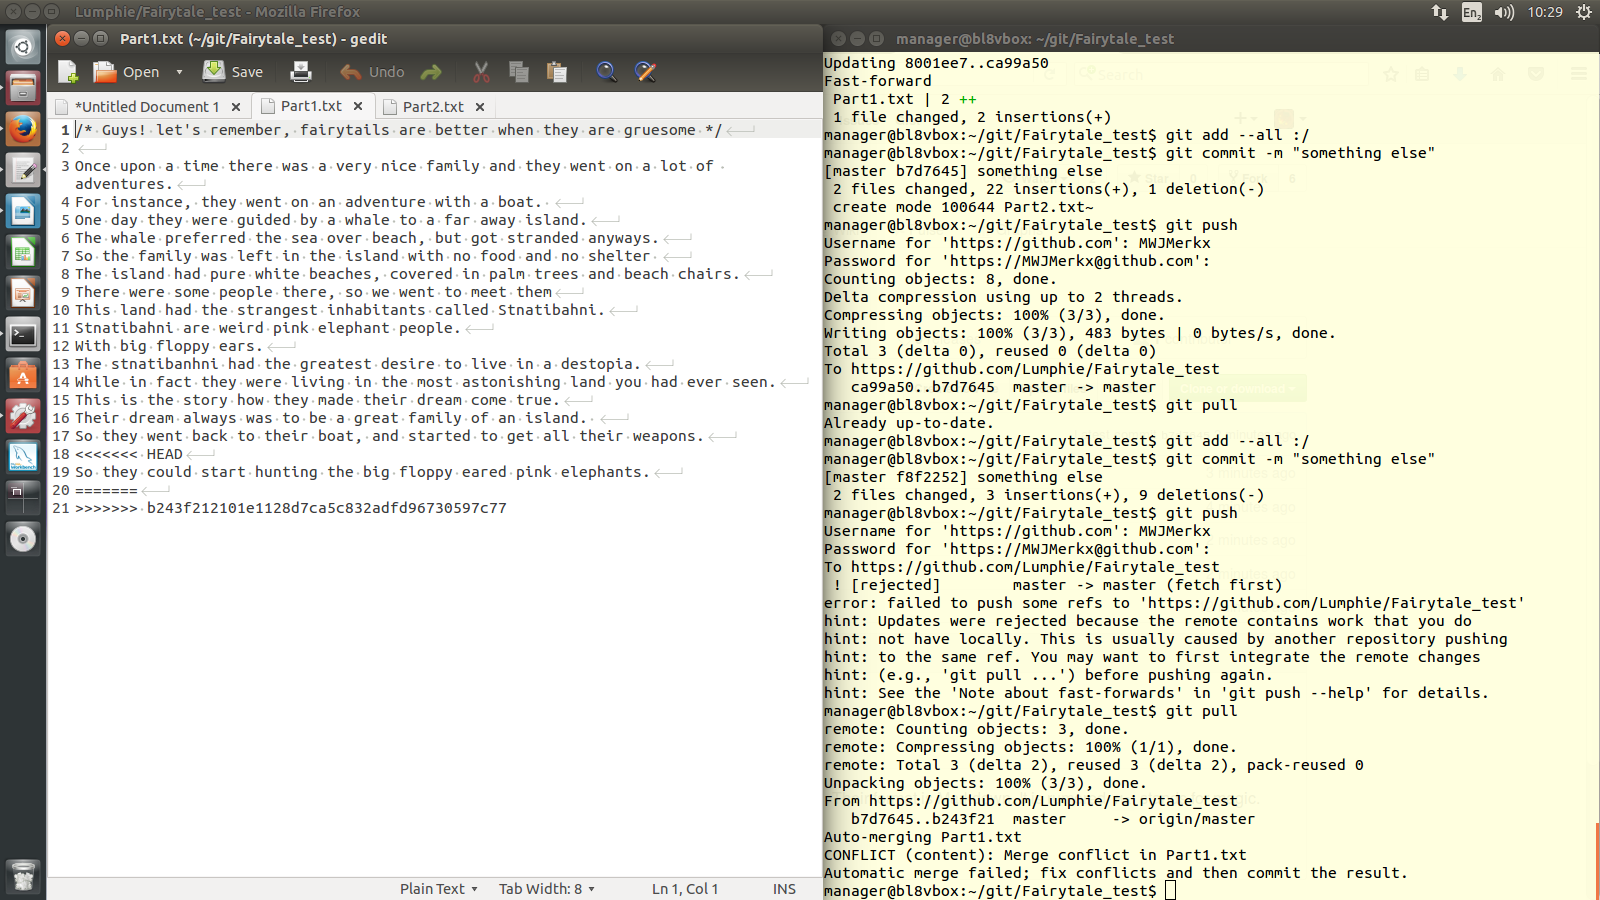 Lumphie/Fairytale_test - Mozilla Firefox
En2
10:29
Part1.txt (~/git/Fairytale_test) - gedit
Open
Save
Undo
*Untitled Document 1
Part1.txt
Part2.txt
1 /* Guys! let's remember, fairytails are better when they are gruesome */
2
3 Once upon a time there was a very nice family and they went on a lot of
adventures.
4 For instance, they went on an adventure with a boat.
5 One day they were guided by a whale to a far away island.
6 The whale preferred the sea over beach, but got stranded anyways.
7 So the family was left in the island with no food and no shelter
8 The island had pure white beaches, covered in palm trees and beach chairs.
9 There were some people there, so we went to meet them
10 This land had the strangest inhabitants called Stnatibahni.
11 Stnatibahni are weird pink elephant people.
12 With big floppy ears.
13 The stnatibanhni had the greatest desire to live in a destopia.
14 While in fact they were living in the most astonishing land you had ever seen.
15 This is the story how they made their dream come true.
16 Their dream always was to be a great family of an island.
17 So they went back to their boat, and started to get all their weapons.
18 <<<<<<< HEAD
19 So they could start hunting the big floppy eared pink elephants.
20 =======
21 >>>>>>> b243f212101e1128d7ca5c832adfd96730597c77
Plain Text
Tab Width: 8
Ln 1, Col 1
INS
manager@bl8vbox: ~/git/Fairytale_test
Updating 8001ee7..ca99a50
Fast-forward
Part1.txt | 2 ++
1 file changed, 2 insertions(+)
manager@bl8vbox:~/git/Fairytale_test$ git add --all :/
manager@bl8vbox:~/git/Fairytale_test$ git commit -m "something else"
[master b7d7645] something else
2 files changed, 22 insertions(+), 1 deletion(-)
create mode 100644 Part2.txt~
manager@bl8vbox:~/git/Fairytale_test$ git push
Username for 'https://github.com': MWJMerkx
Password for 'https://MWJMerkx@github.com':
Counting objects: 8, done.
Delta compression using up to 2 threads.
Compressing objects: 100% (3/3), done.
Writing objects: 100% (3/3), 483 bytes | 0 bytes/s, done.
Total 3 (delta 0), reused 0 (delta 0)
To https://github.com/Lumphie/Fairytale_test
ca99a50..b7d7645  master -> master
manager@bl8vbox:~/git/Fairytale_test$ git pull
Already up-to-date.
manager@bl8vbox:~/git/Fairytale_test$ git add --all :/
manager@bl8vbox:~/git/Fairytale_test$ git commit -m "something else"
[master f8f2252] something else
2 files changed, 3 insertions(+), 9 deletions(-)
manager@bl8vbox:~/git/Fairytale_test$ git push
Username for 'https://github.com': MWJMerkx
Password for 'https://MWJMerkx@github.com':
To https://github.com/Lumphie/Fairytale_test
! [rejected]        master -> master (fetch first)
error: failed to push some refs to 'https://github.com/Lumphie/Fairytale_test'
hint: Updates were rejected because the remote contains work that you do
hint: not have locally. This is usually caused by another repository pushing
hint: to the same ref. You may want to first integrate the remote changes
hint: (e.g., 'git pull ...') before pushing again.
hint: See the 'Note about fast-forwards' in 'git push --help' for details.
manager@bl8vbox:~/git/Fairytale_test$ git pull
remote: Counting objects: 3, done.
remote: Compressing objects: 100% (1/1), done.
remote: Total 3 (delta 2), reused 3 (delta 2), pack-reused 0
Unpacking objects: 100% (3/3), done.
From https://github.com/Lumphie/Fairytale_test
b7d7645..b243f21  master     -> origin/master
Auto-merging Part1.txt
CONFLICT (content): Merge conflict in Part1.txt
Automatic merge failed; fix conflicts and then commit the result.
manager@bl8vbox:~/git/Fairytale_test$